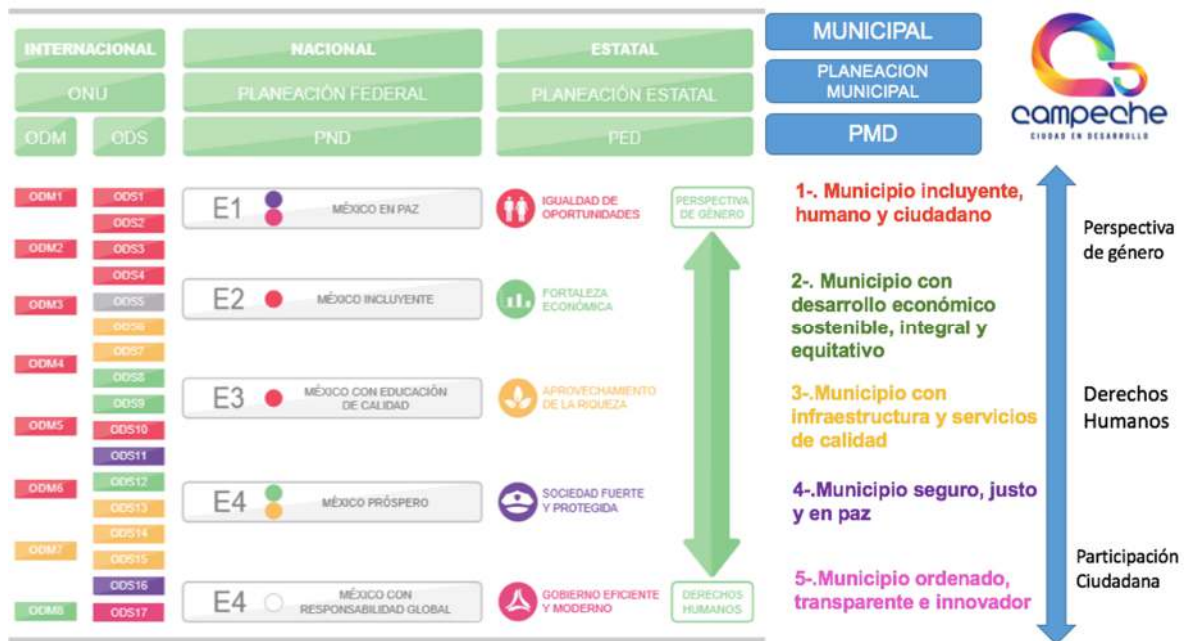 INTERNACIONAL
NACIONAL
ESTATAL
MUNICIPAL
ONU
PLANEACIÓN FEDERAL
PLANEACIÓN ESTATAL
PLANEACION
MUNICIPAL
ODM
ODS
PND
PED
PMD
campeche
CIUDAD EN DESARROLLO
ODM1
ODM2
ODM3
ODM4
ODM5
ODM6
ODM7
ODM8
ODS1
ODS2
ODS3
ODS4
ODS5
ODS6
ODS7
ODS8
ODS9
ODS10
ODS11
ODS12
ODS13
ODS14
ODS15
ODS16
ODS17
E1
MÉXICO EN PAZ
E2
MÉXICO INCLUYENTE
E3
MÉXICO CON EDUCACIÓN
DE CALIDAD
E4
MÉXICO PRÓSPERO
E4
MÉXICO CON
RESPONSABILIDAD GLOBAL
IGUALDAD DE
OPORTUNIDADES
FORTALEZA
ECONÓMICA
APROVECHAMIENTO
DE LA RIQUEZA
SOCIEDAD FUERTE
Y PROTEGIDA
GOBIERNO EFICIENTE
Y MODERNO
PERSPECTIVA
DE GÉNERO
DERECHOS
HUMANOS
1-. Municipio incluyente,
humano y ciudadano
2-. Municipio con
desarrollo económico
sostenible, integral y
equitativo
3-.Municipio con
infraestructura y servicios
de calidad
4-.Municipio seguro, justo
y en paz
5-.Municipio ordenado,
transparente e innovador
Perspectiva
de género
Derechos
Humanos
Participación
Ciudadana